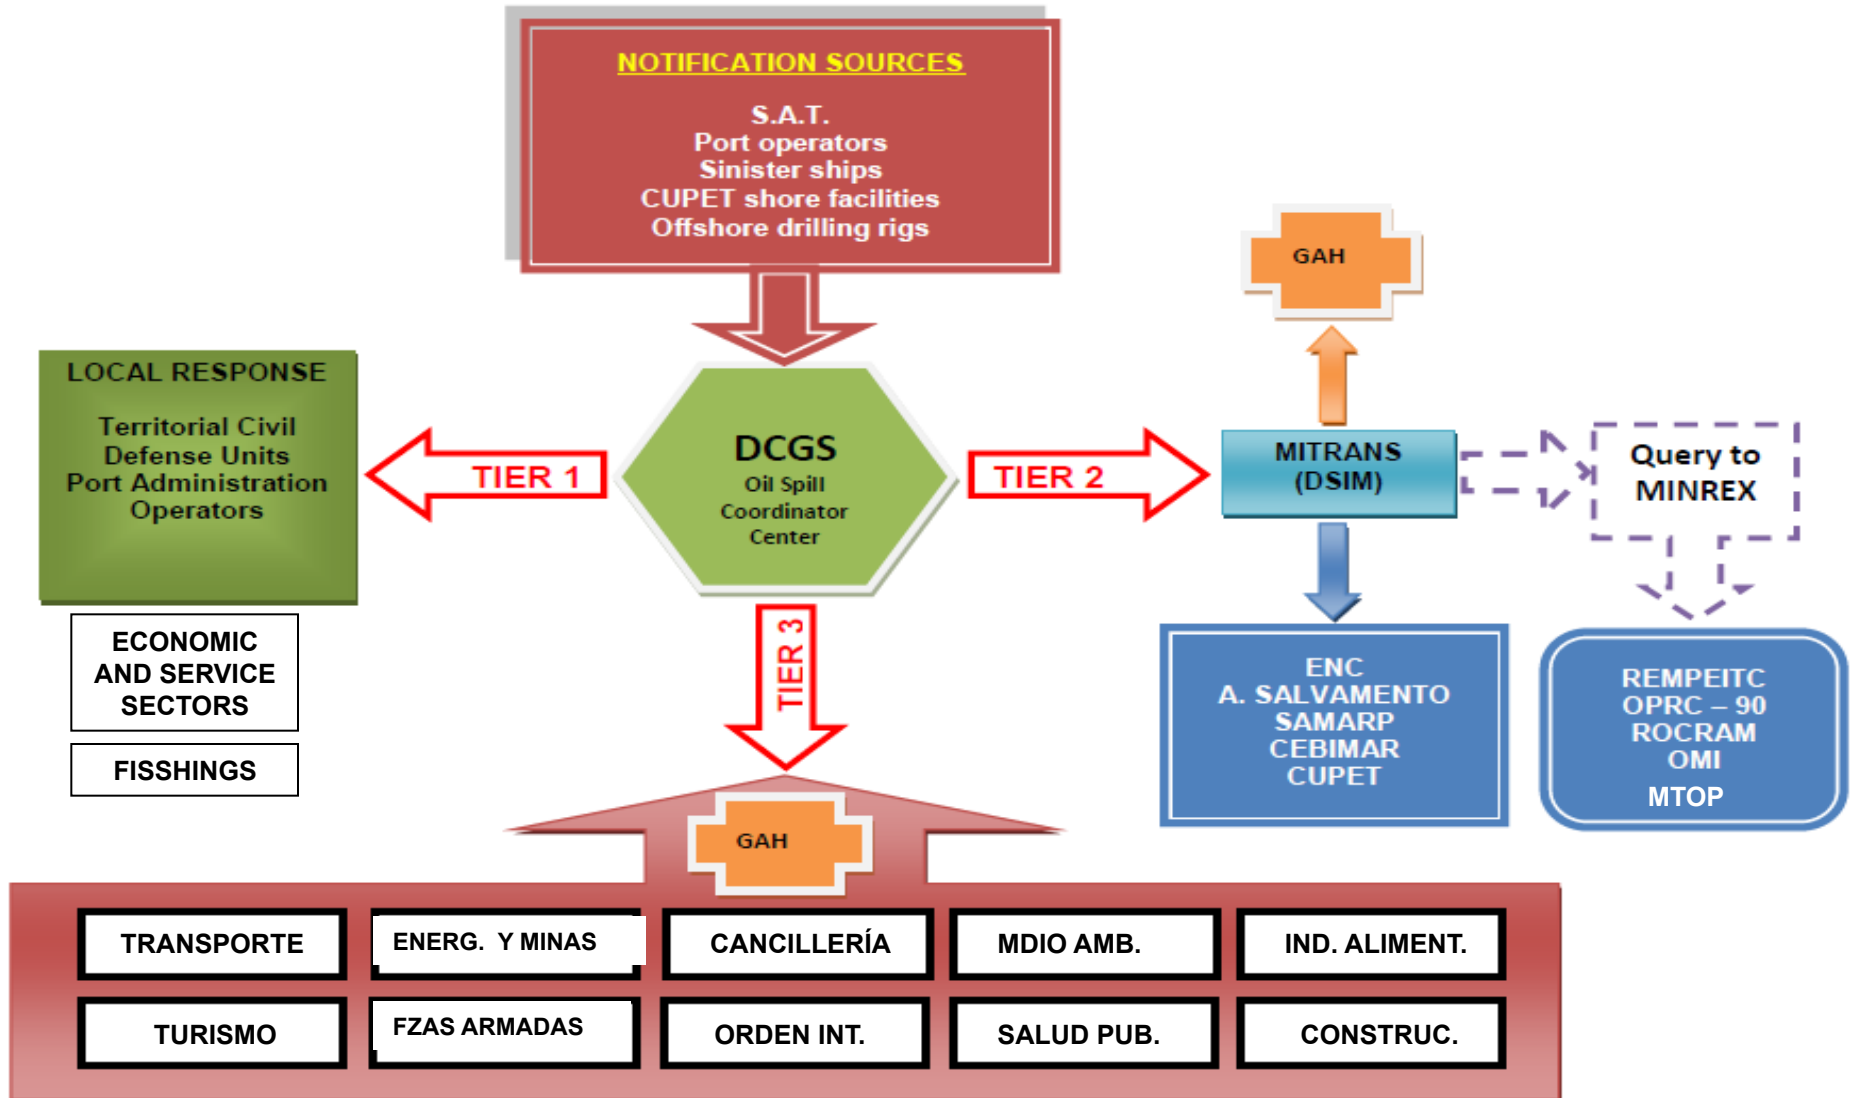 NOTIFICATION SOURCES
S.A.T.
Port operators
Sinister ships
CUPET shore facilities
Offshore drilling rigs
GAH
LOCAL RESPONSE
Territorial Civil
Defense Units
Port Administration
Operators
TIER 1
DCGS
Oil Spill
Coordinator
Center
TIER 2
MITRANS
(DSIM)
Query to
MINREX
ECONOMIC
AND SERVICE
SECTORS
FISSHINGS
TIER 3
ENC
A. SALVAMENTO
SAMARP
CEBIMAR
CUPET
REMPEITC
OPRC – 90
ROCRAM
OMI
MTOP
GAH
TRANSPORTE
ENERG. Y MINAS
CANCILLERÍA
MDIO AMB.
IND. ALIMENT.
TURISMO
FZAS ARMADAS
ORDEN INT.
SALUD PUB.
CONSTRUC.